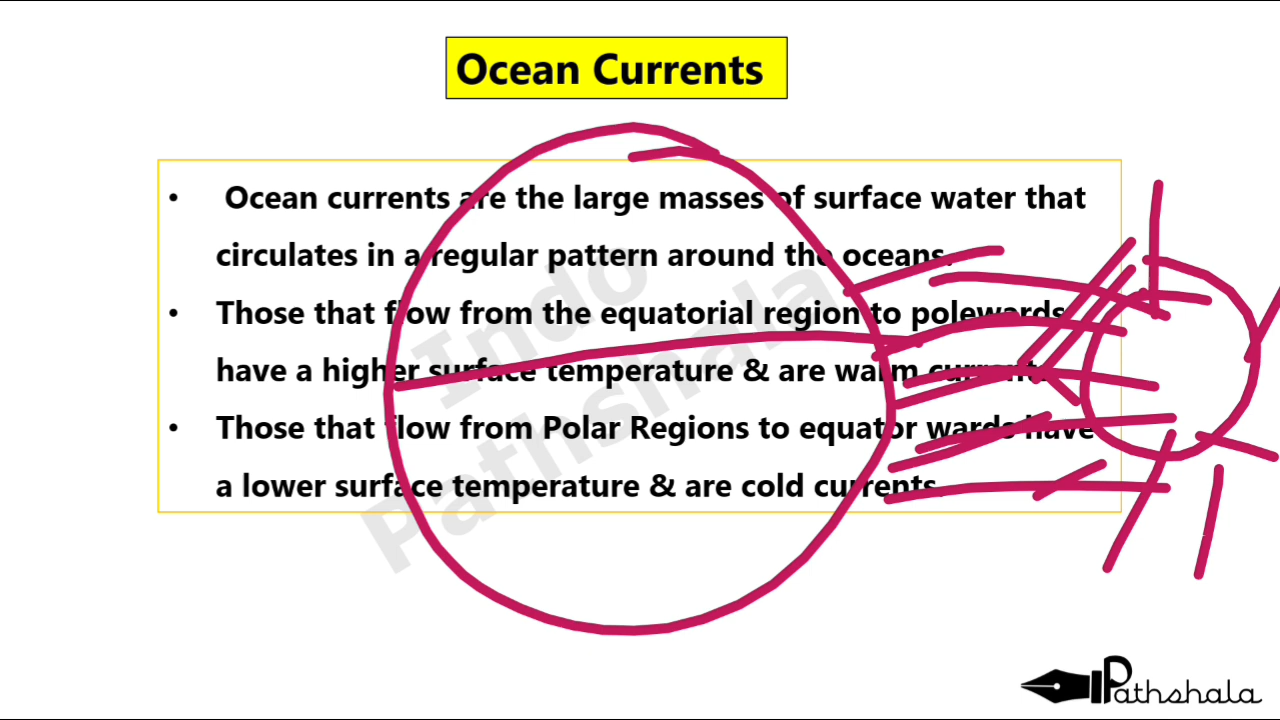 Ocean Currents
• Ocean currents are the large masses of surface water that
circulates in a regular pattern around the oceans.
• Those that flow from the equatorial region to polewards
have a higher surface temperature & are warm currents.
• Those that flow from Polar Regions to equator wards have
a lower surface temperature & are cold currents.
Indo
Pathshala
Pathshala